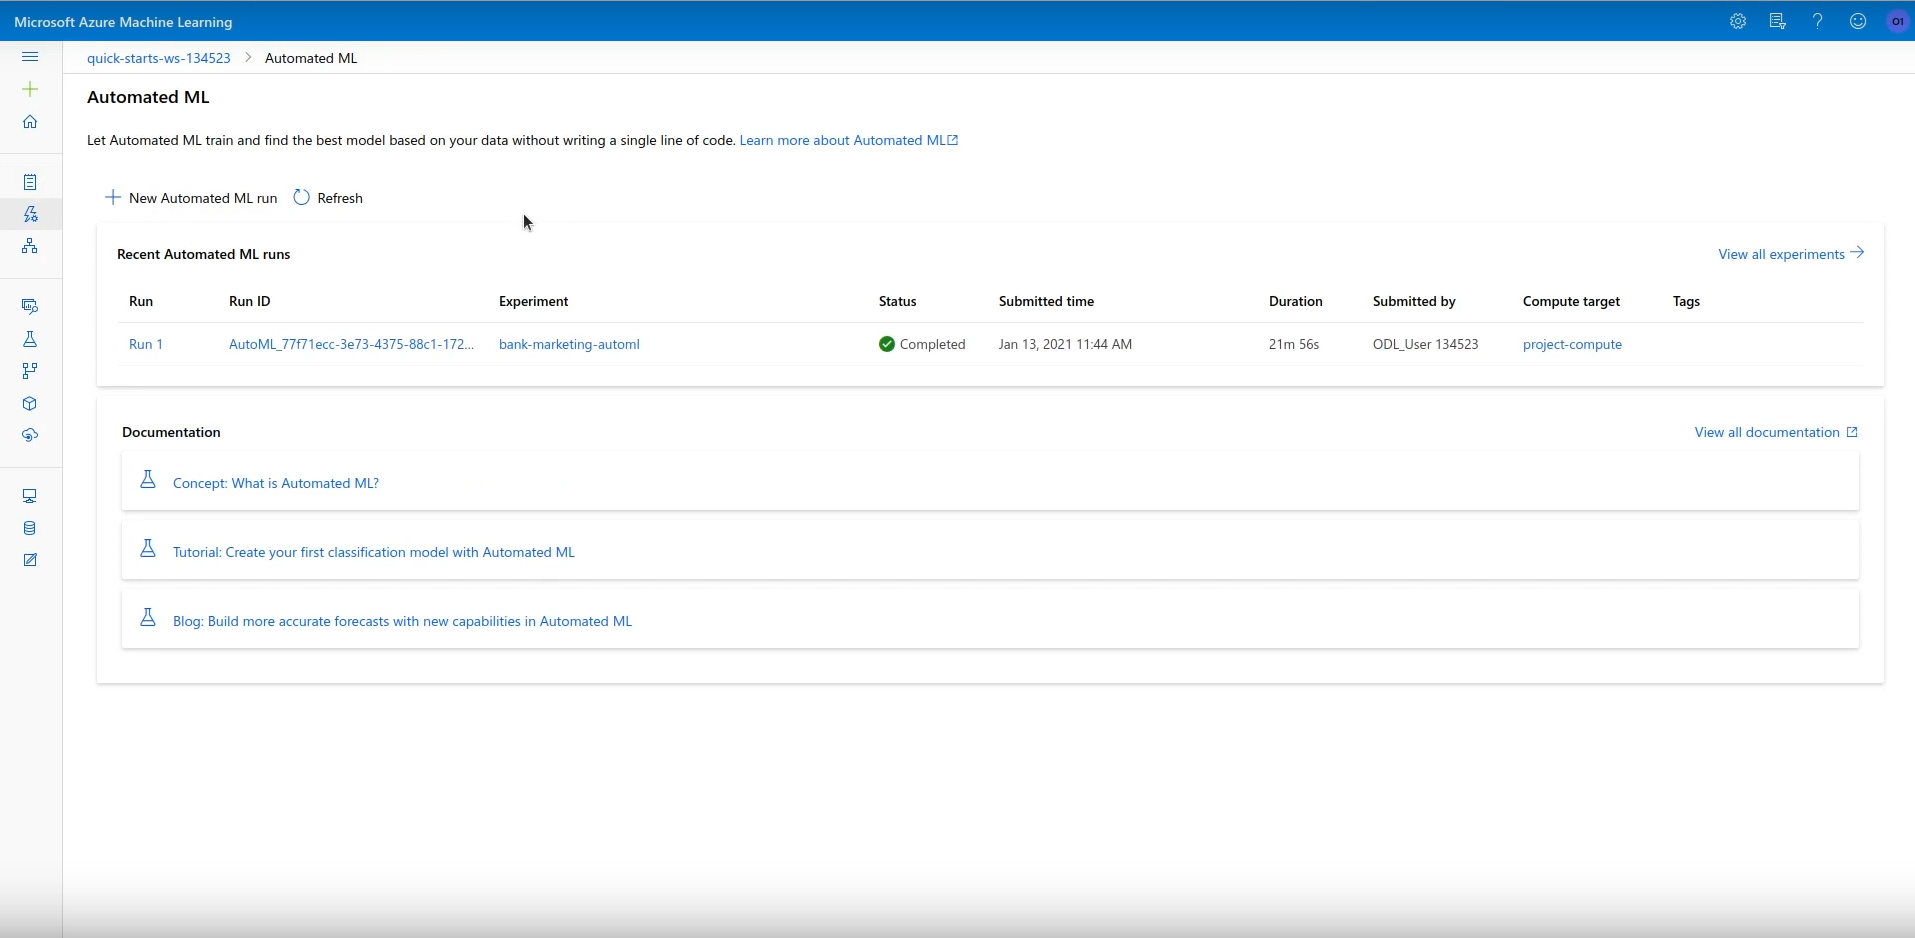 Microsoft Azure Machine Learning
O1
quick-starts-ws-134523 > Automated ML
Automated ML
Let Automated ML train and find the best model based on your data without writing a single line of code. Learn more about Automated ML
New Automated ML run Refresh
Recent Automated ML runs View all experiments
Run Run ID Experiment Status Submitted time Duration Submitted by Compute target Tags
Run 1 AutoML_77f71ecc-3e73-4375-88c1-172... bank-marketing-automl Completed Jan 13, 2021 11:44 AM 21m 56s ODL_User 134523 project-compute
Documentation View all documentation
Concept: What is Automated ML?
Tutorial: Create your first classification model with Automated ML
Blog: Build more accurate forecasts with new capabilities in Automated ML